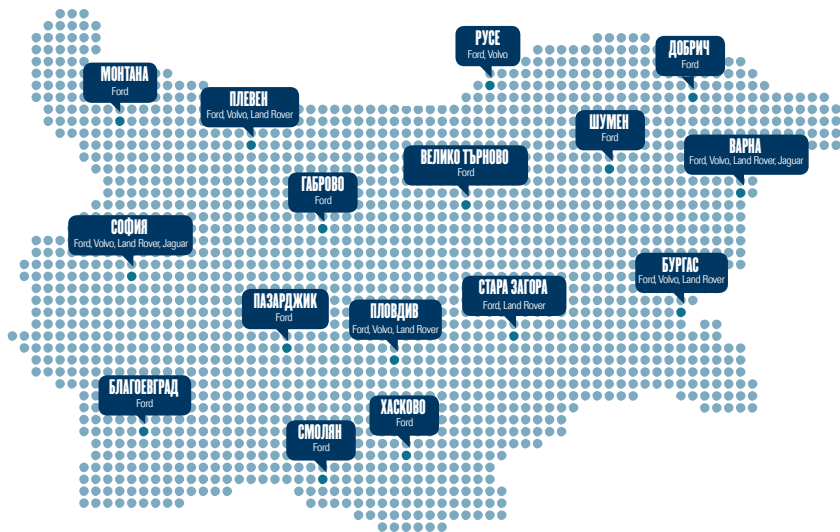 РУСЕ
Ford, Volvo
ДОБРИЧ
Ford
МОНТАНА
Ford
ПЛЕВЕН
Ford, Volvo, Land Rover
ШУМЕН
Ford
ВАРНА
Ford, Volvo, Land Rover, Jaguar
ВЕЛИКО ТЪРНОВО
Ford
ГАБРОВО
Ford
СОФИЯ
Ford, Volvo, Land Rover, Jaguar
БУРГАС
Ford, Volvo, Land Rover
СТАРА ЗАГОРА
Ford, Land Rover
ПАЗАРДЖИК
Ford
ПЛОВДИВ
Ford, Volvo, Land Rover
БЛАГОЕВГРАД
Ford
ХАСКОВО
Ford
СМОЛЯН
Ford